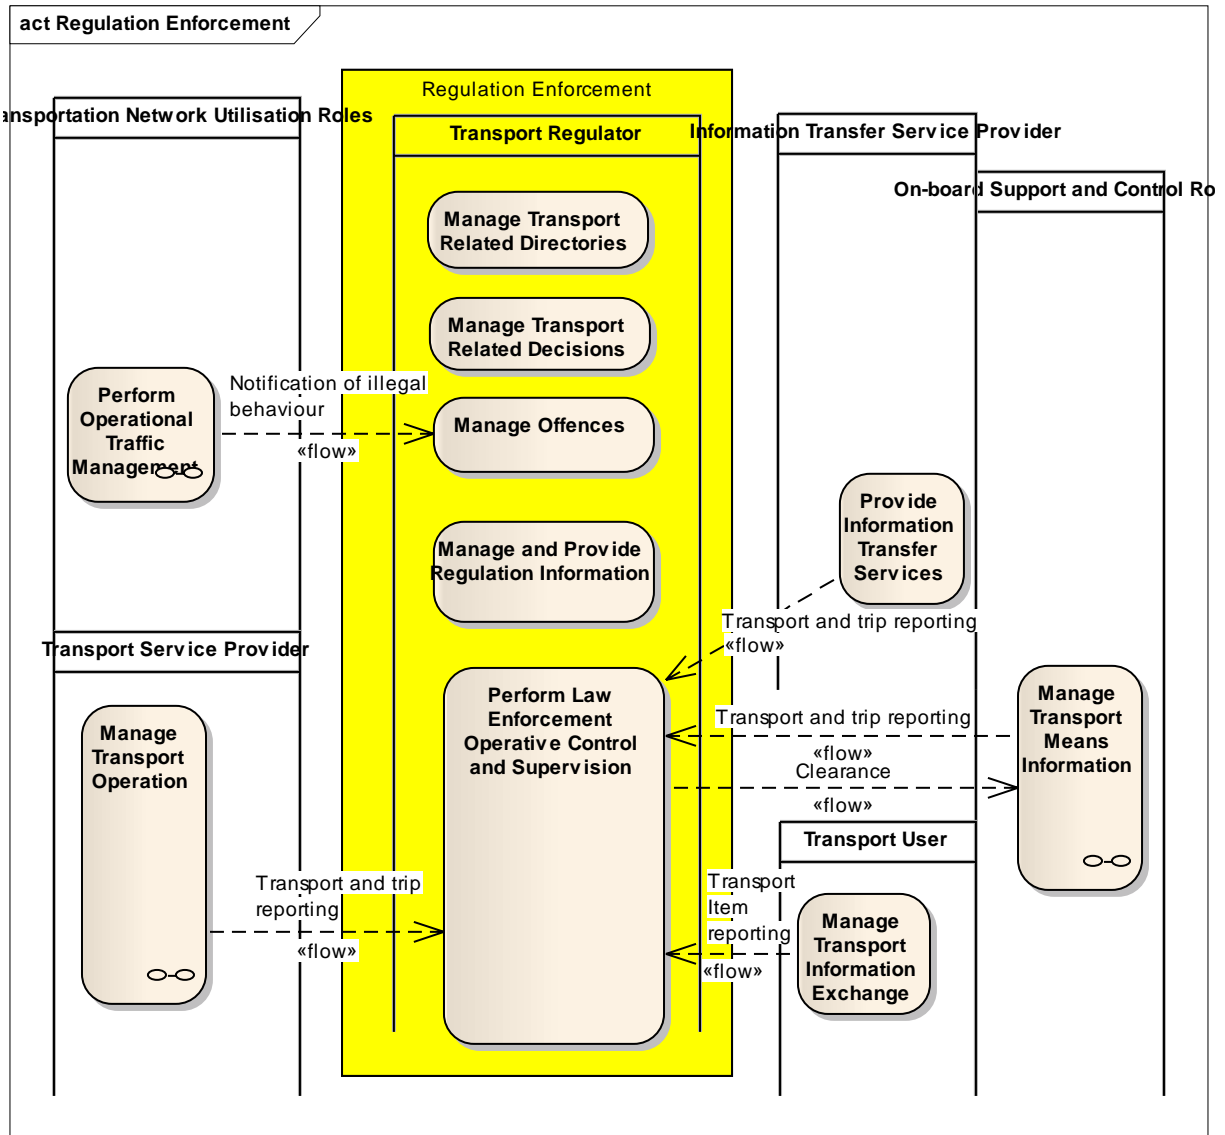 act Regulation Enforcement
Regulation Enforcement
ansportation Network Utilisation Roles
Transport Regulator
Information Transfer Service Provider
On-board Support and Control Ro
Manage Transport
Related Directories
Manage Transport
Related Decisions
Perform
Operational
Traffic
Management
Notification of illegal
behaviour
«flow»
Manage Offences
Provide
Information
Transfer
Services
Manage and Provide
Regulation Information
Transport and trip reporting
«flow»
Transport Service Provider
Manage
Transport
Operation
Perform Law
Enforcement
Operative Control
and Supervision
Transport and trip reporting
«flow»
Clearance
«flow»
Manage
Transport
Means
Information
Transport User
Transport and trip
reporting
«flow»
Transport
Item
reporting
«flow»
Manage
Transport
Information
Exchange